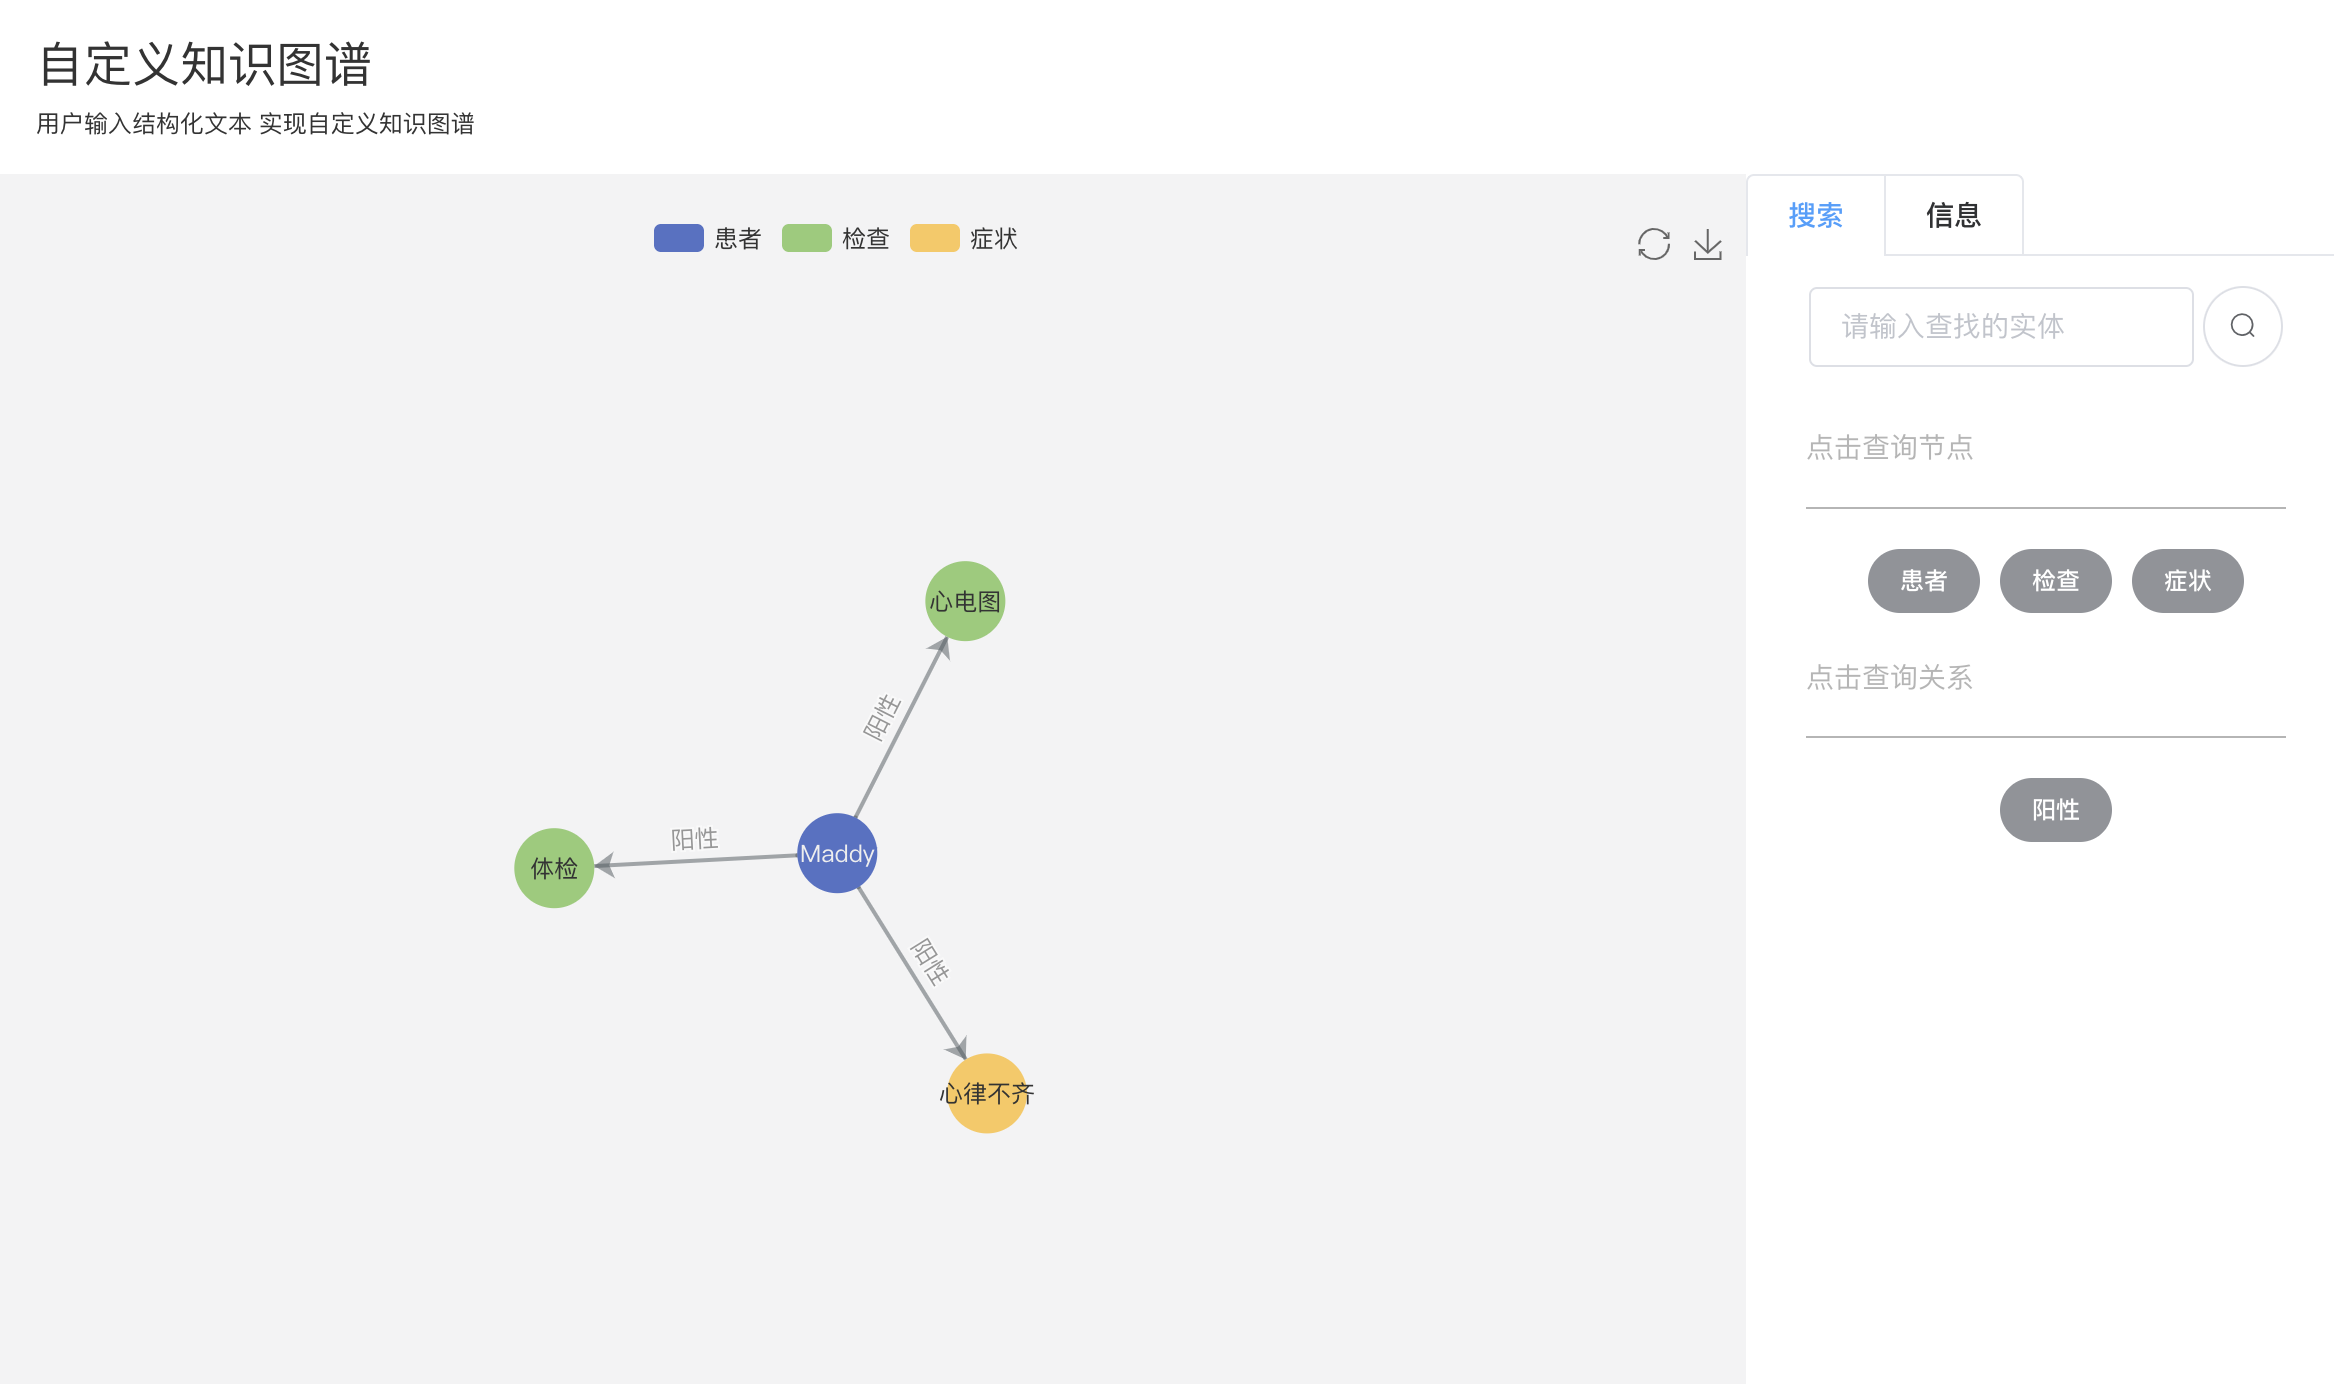 自定义知识图谱
用户输入结构化文本 实现自定义知识图谱
患者 检查 症状
搜索 信息
请输入查找的实体
点击查询节点
患者 检查 症状
点击查询关系
阳性
心电图
阳性
阳性
体检
Maddy
阳性
心律不齐